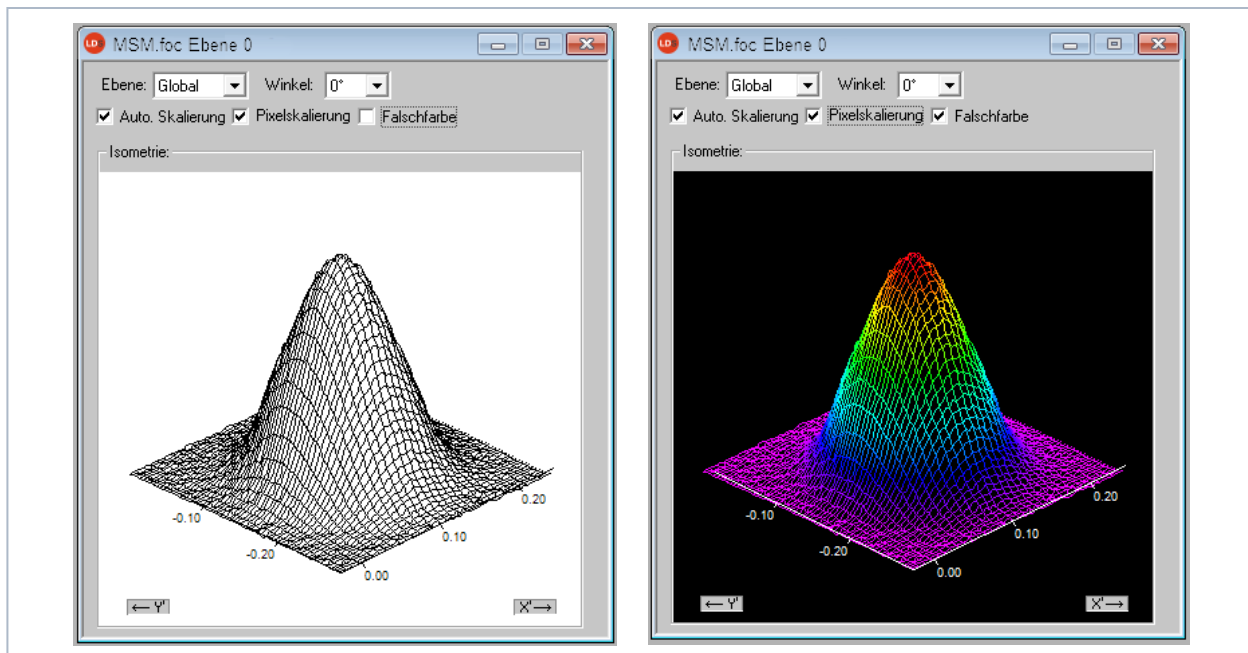 LD MSM.foc Ebene 0
Ebene: Global Winkel: 0°
Auto. Skalierung Pixelskalierung Falschfarbe
Isometrie:
-0.10
-0.20
0.00
0.10
0.20
← Y'
X'→
LD MSM.foc Ebene 0
Ebene: Global Winkel: 0°
Auto. Skalierung Pixelskalierung Falschfarbe
Isometrie:
-0.10
-0.20
0.00
0.10
0.20
← Y'
X'→